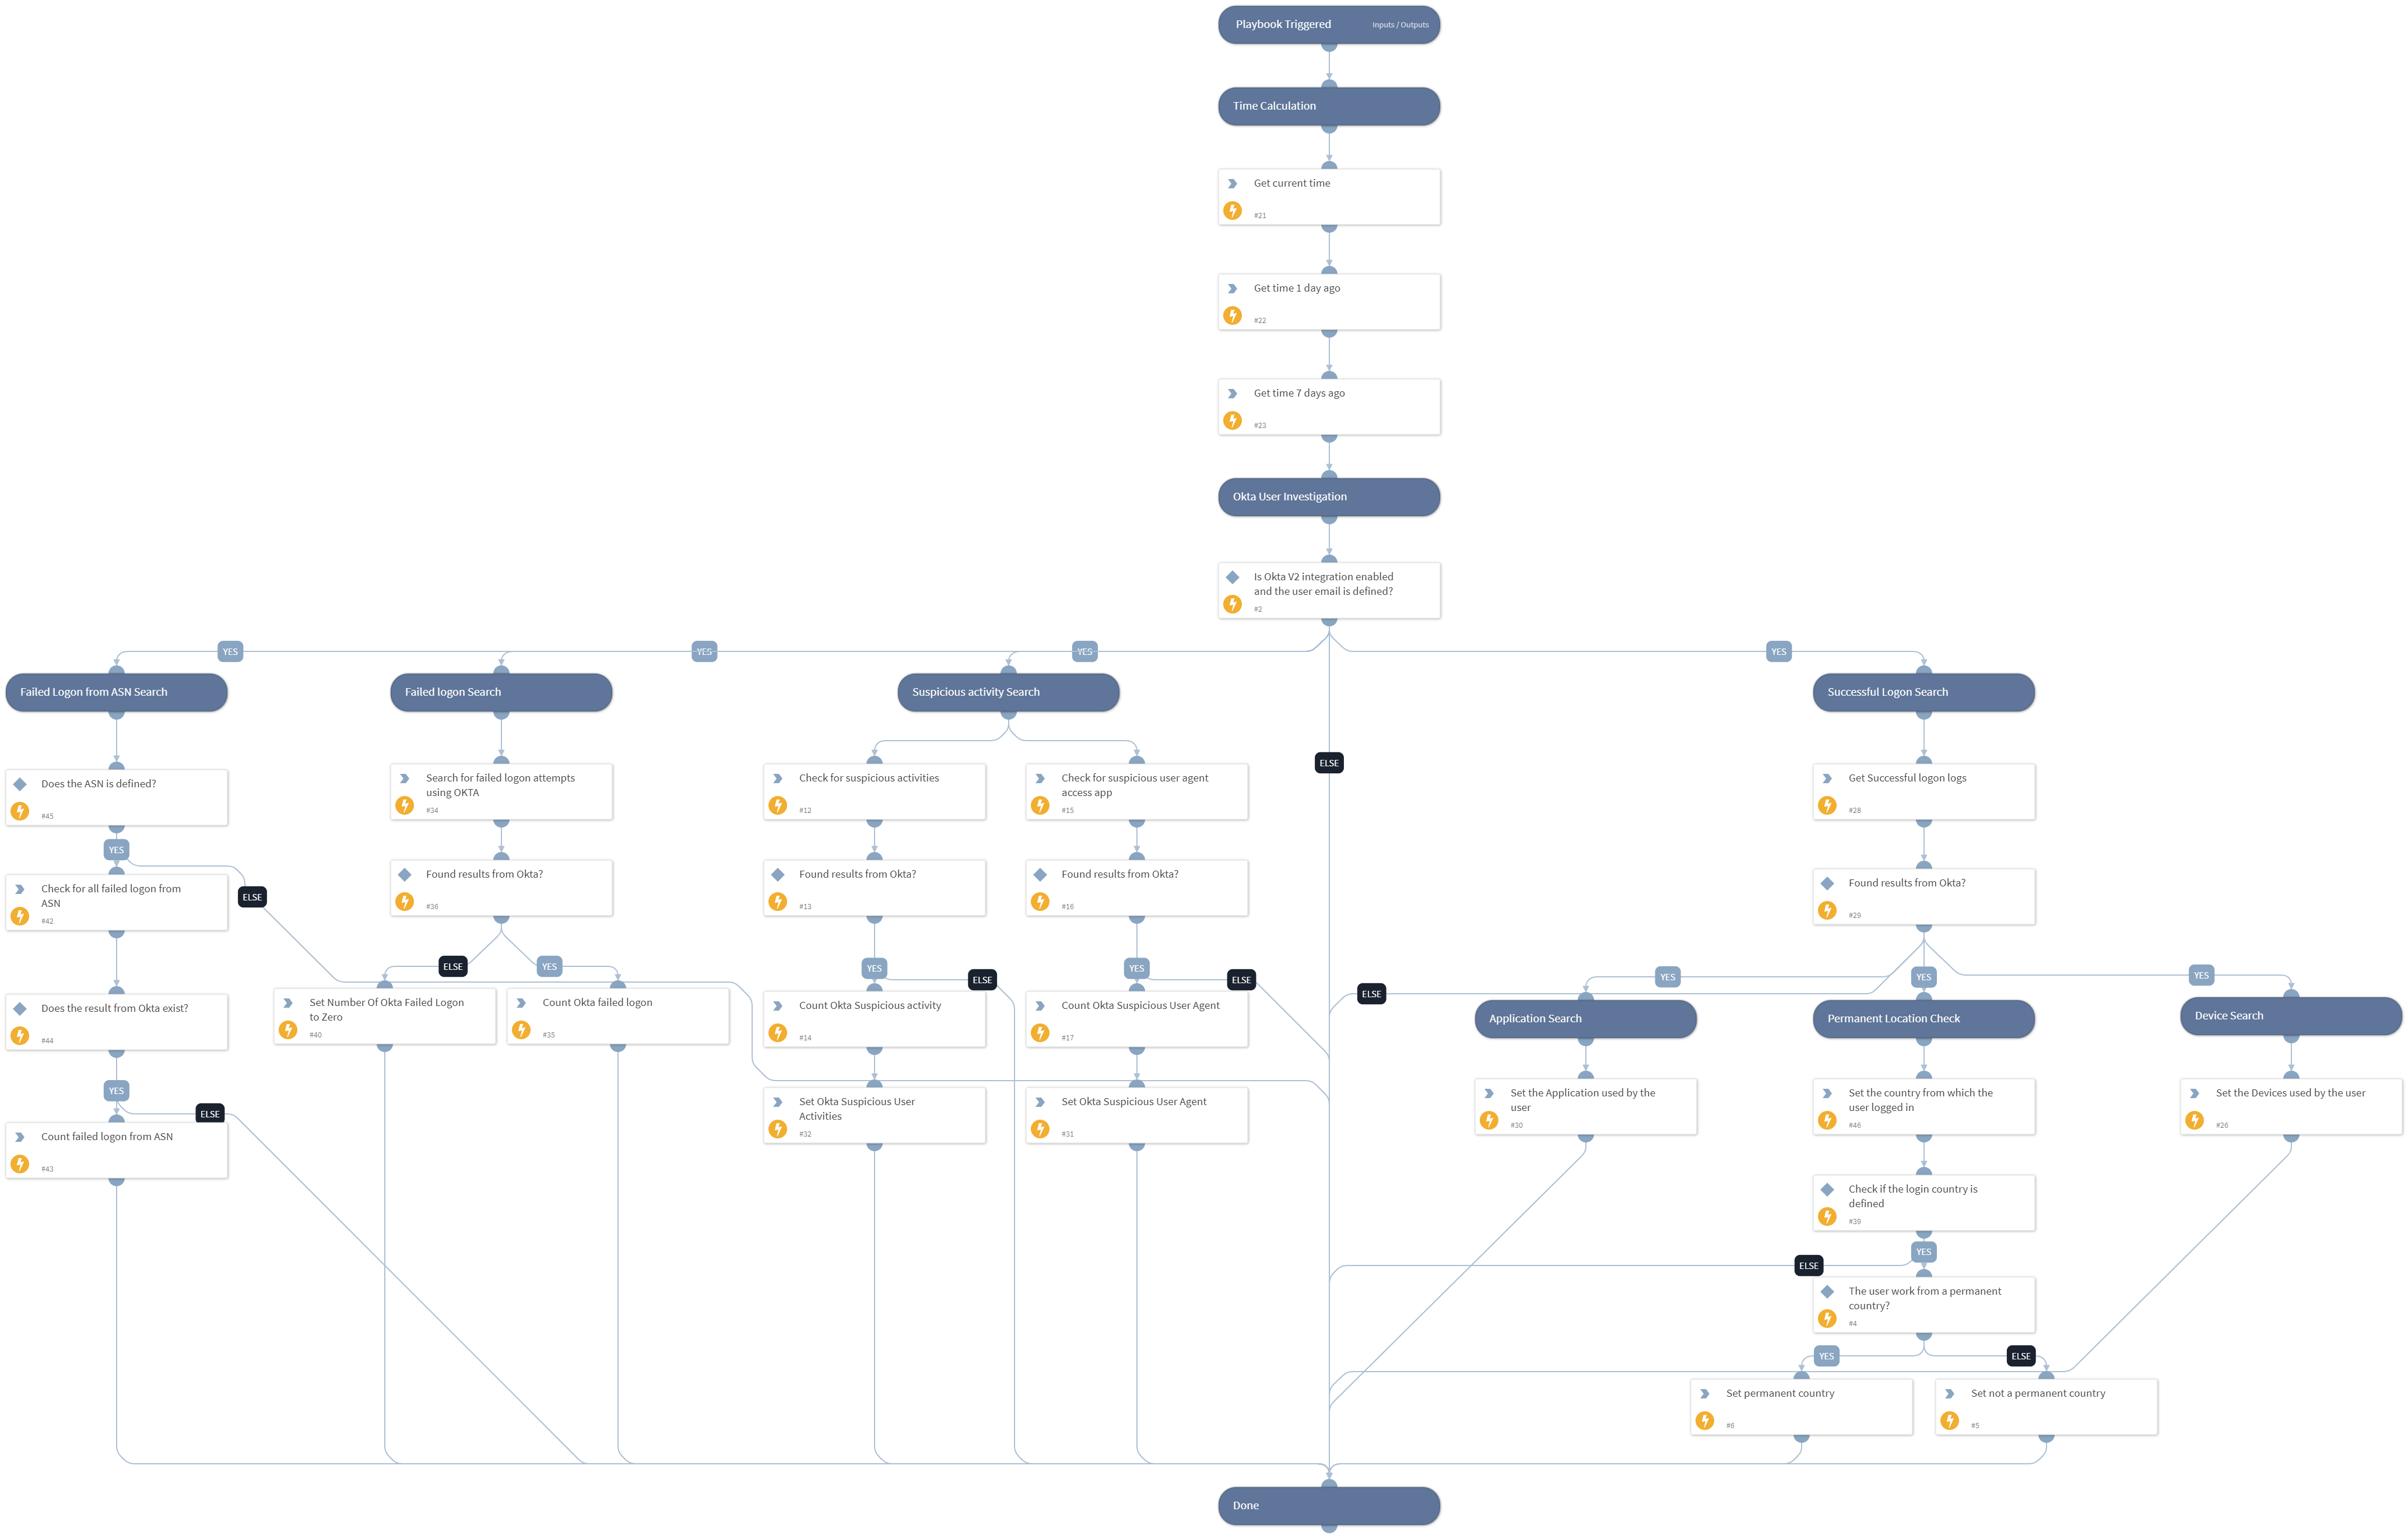 Playbook Triggered
Inputs / Outputs
Time Calculation
Get current time
#21
Get time 1 day ago
#22
Get time 7 days ago
#23
Okta User Investigation
Is Okta V2 integration enabled
and the user email is defined?
#2
YES
YES
YES
YES
ELSE
Failed Logon from ASN Search
Does the ASN is defined?
#45
YES
ELSE
Check for all failed logon from
ASN
#42
Does the result from Okta exist?
#44
YES
ELSE
Count failed logon from ASN
#43
Failed logon Search
Search for failed logon attempts
using OKTA
#34
Found results from Okta?
#36
ELSE
YES
Set Number Of Okta Failed Logon
to Zero
#40
Count Okta failed logon
#35
Suspicious activity Search
Check for suspicious activities
#12
Found results from Okta?
#13
YES
ELSE
Count Okta Suspicious activity
#14
Set Okta Suspicious User
Activities
#32
Check for suspicious user agent
access app
#15
Found results from Okta?
#16
YES
ELSE
Count Okta Suspicious User Agent
#17
Set Okta Suspicious User Agent
#31
Successful Logon Search
Get Successful logon logs
#28
Found results from Okta?
#29
ELSE
YES
YES
YES
Application Search
Set the Application used by the
user
#30
Permanent Location Check
Set the country from which the
user logged in
#46
Check if the login country is
defined
#39
YES
ELSE
The user work from a permanent
country?
#4
YES
ELSE
Set permanent country
#6
Set not a permanent country
#5
Device Search
Set the Devices used by the user
#26
Done